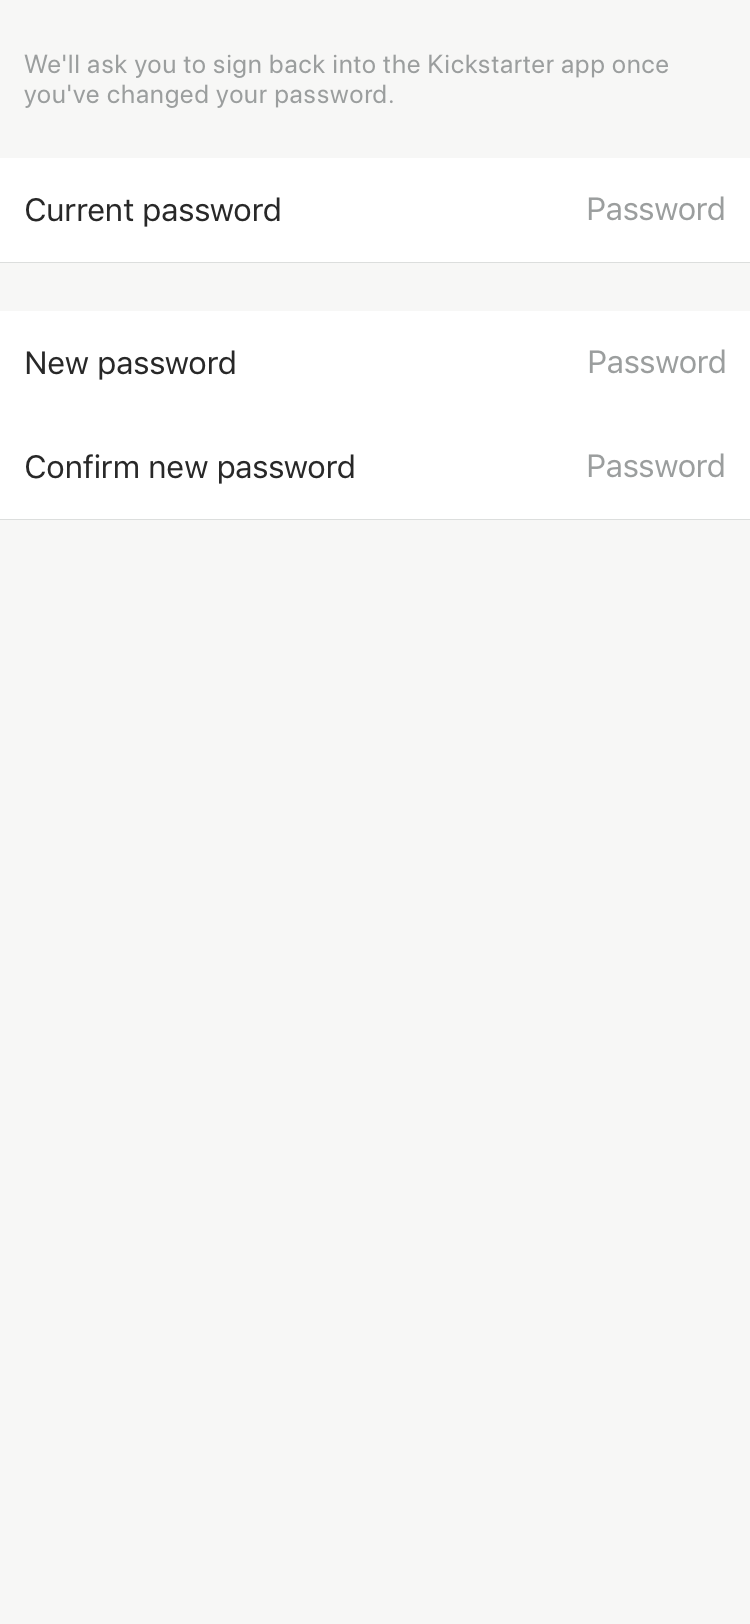 We'll ask you to sign back into the Kickstarter app once
you've changed your password.
Current password Password
New password Password
Confirm new password Password